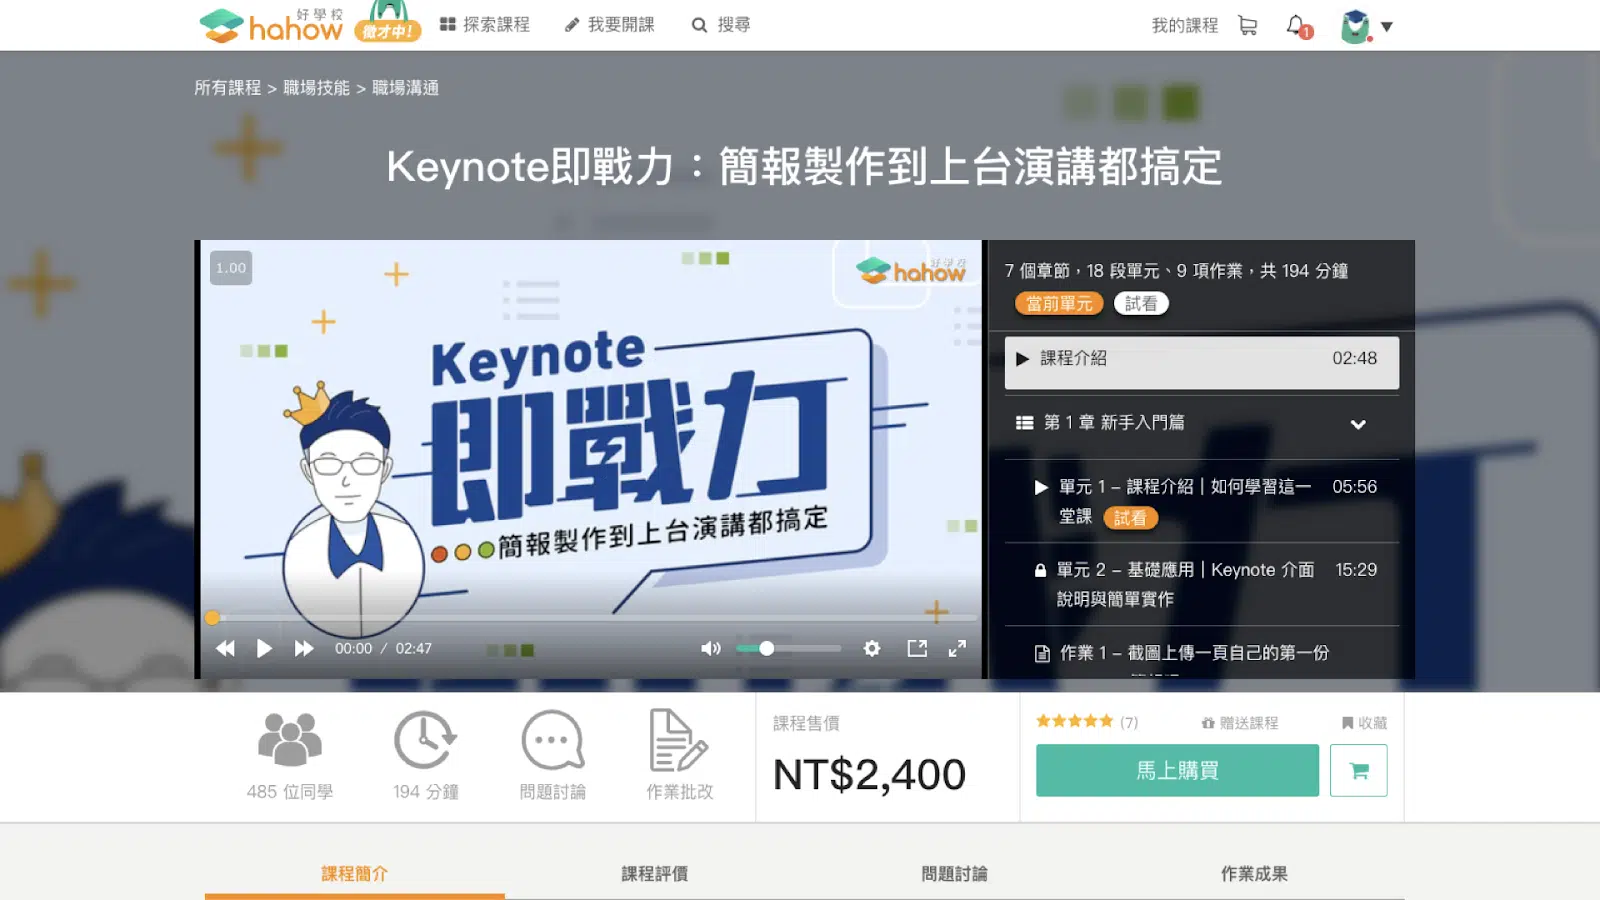 好學校
hahow
徵才中!
探索課程
我要開課
搜尋
我的課程
1
所有課程 > 職場技能 > 職場溝通
Keynote即戰力：簡報製作到上台演講都搞定
1.00
好學校
hahow
Keynote
即戰力
簡報製作到上台演講都搞定
00:00 / 02:47
7 個章節，18 段單元、9 項作業，共 194 分鐘
當前單元 試看
課程介紹 02:48
第 1 章 新手入門篇
單元 1 – 課程介紹｜如何學習這一 05:56
堂課 試看
單元 2 – 基礎應用｜Keynote 介面 15:29
說明與簡單實作
作業 1 – 截圖上傳一頁自己的第一份
485 位同學
194 分鐘
問題討論
作業批改
課程售價
NT$2,400
(7)
贈送課程
收藏
馬上購買
課程簡介
課程評價
問題討論
作業成果